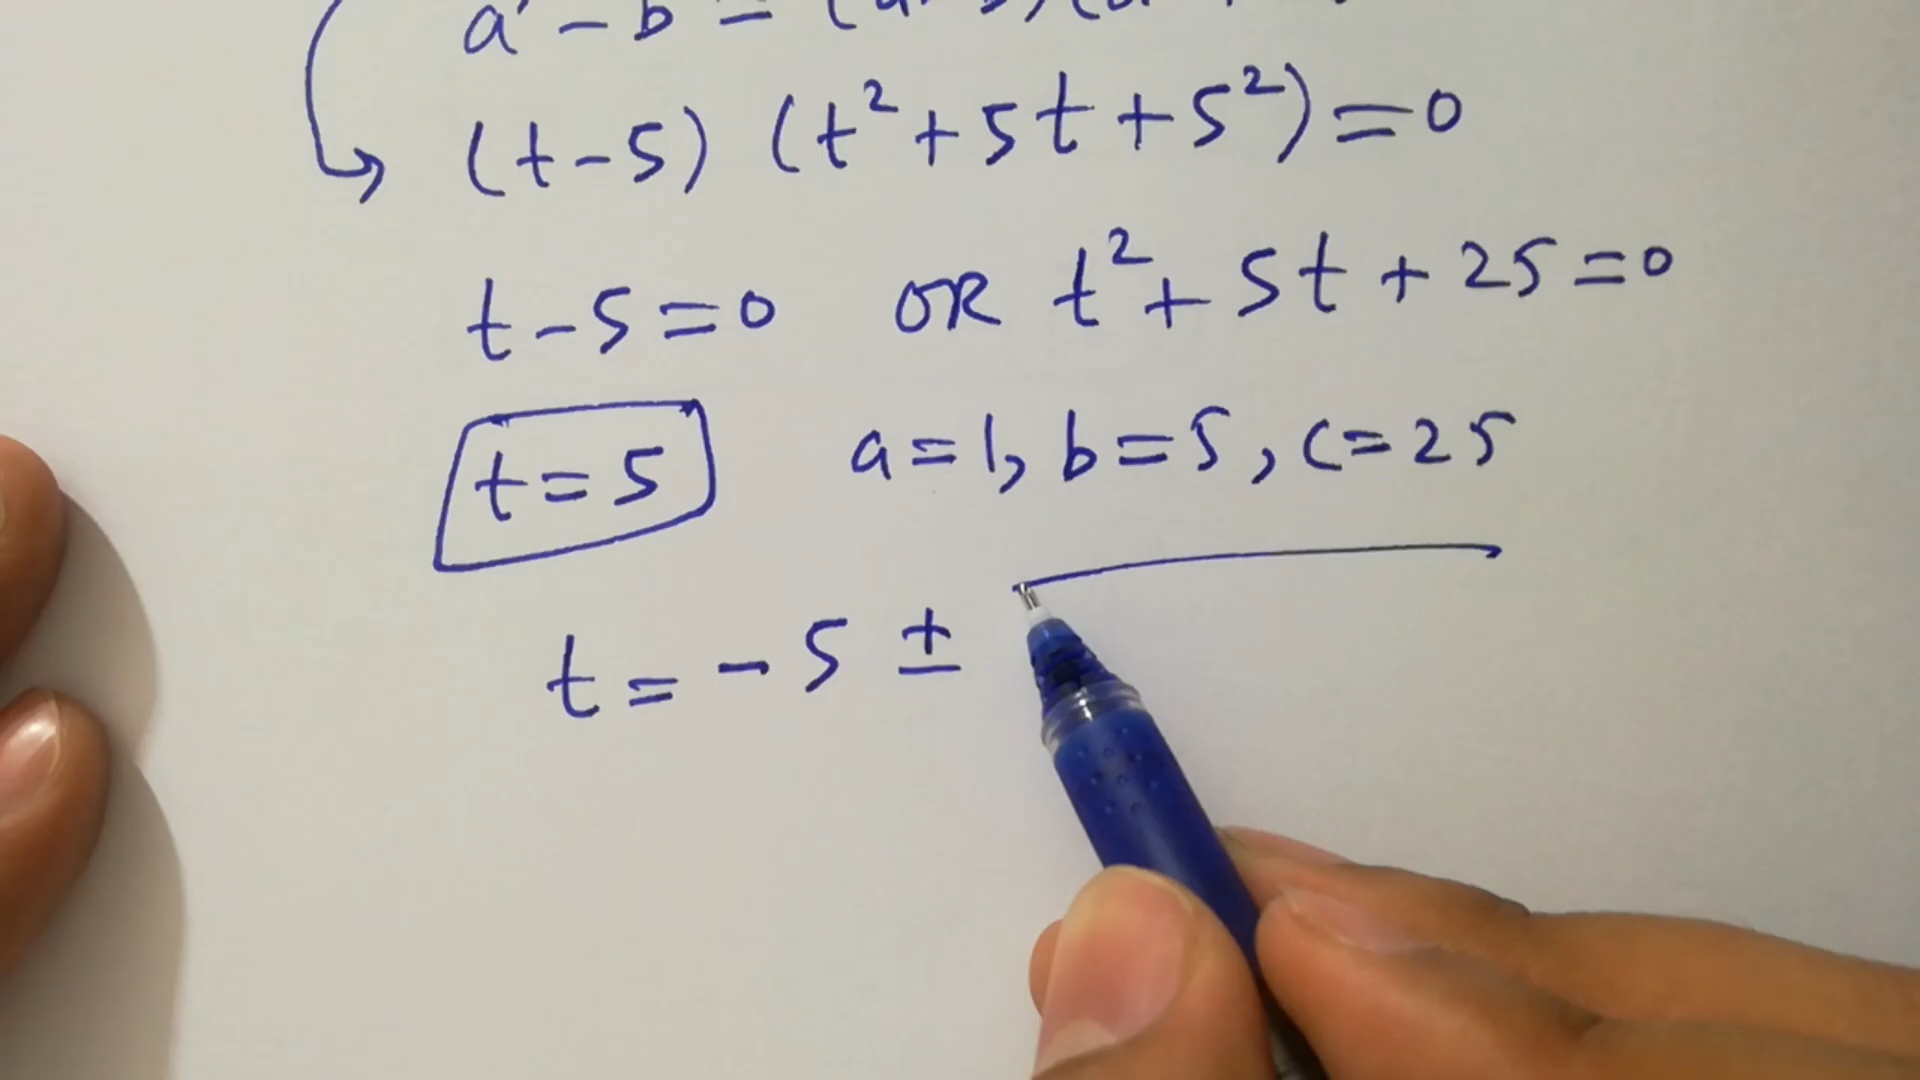 (t-5) (t²+5t+5²)=0
t-5=0 OR t²+5t+25=0
t=5 a=1, b=5, c=25
t=-5±